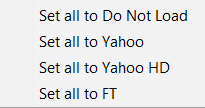 Set all to Do Not Load
Set all to Yahoo
Set all to Yahoo HD
Set all to FT